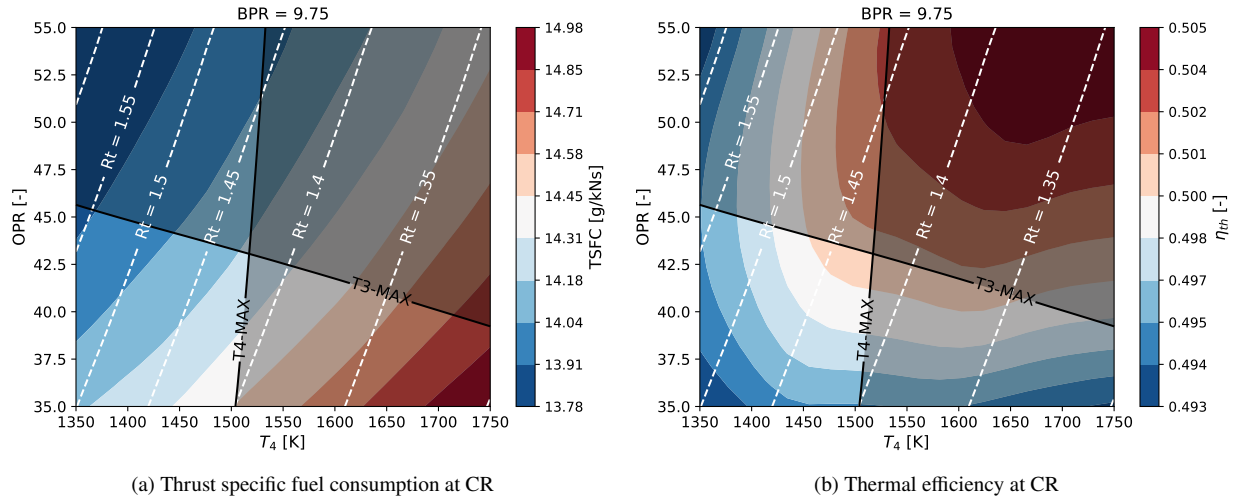 BPR = 9.75
55.0
52.5
50.0
47.5
45.0
42.5
40.0
37.5
35.0
OPR [-]
1350 1400 1450 1500 1550 1600 1650 1700 1750
T4 [K]
Rt = 1.55
Rt = 1.5
Rt = 1.45
Rt = 1.4
Rt = 1.35
T3-MAX
T4-MAX
14.98
14.85
14.71
14.58
14.45
14.31
14.18
14.04
13.91
13.78
TSFC [g/kNs]
(a) Thrust specific fuel consumption at CR
BPR = 9.75
55.0
52.5
50.0
47.5
45.0
42.5
40.0
37.5
35.0
OPR [-]
1350 1400 1450 1500 1550 1600 1650 1700 1750
T4 [K]
Rt = 1.55
Rt = 1.5
Rt = 1.45
Rt = 1.4
Rt = 1.35
T3-MAX
T4-MAX
0.505
0.504
0.502
0.501
0.500
0.498
0.497
0.495
0.494
0.493
ηth [-]
(b) Thermal efficiency at CR